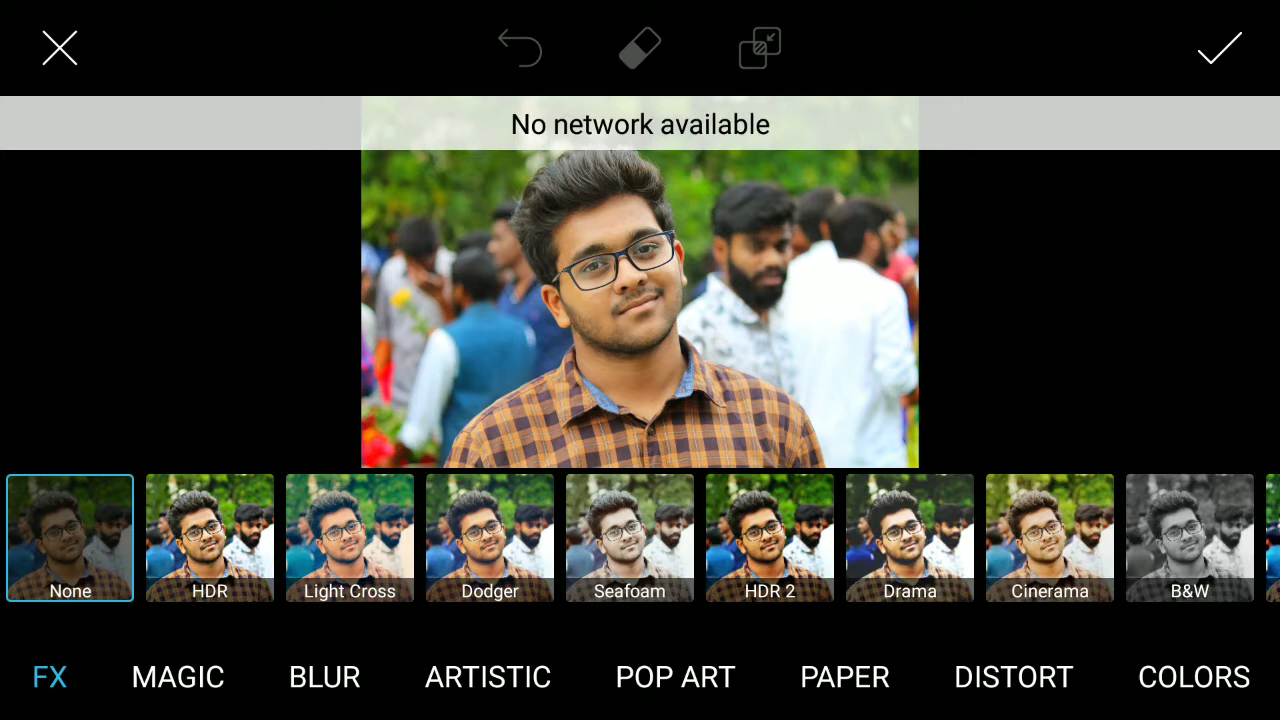 No network available
None
HDR
Light Cross
Dodger
Seafoam
HDR 2
Drama
Cinerama
B&W
FX
MAGIC
BLUR
ARTISTIC
POP ART
PAPER
DISTORT
COLORS